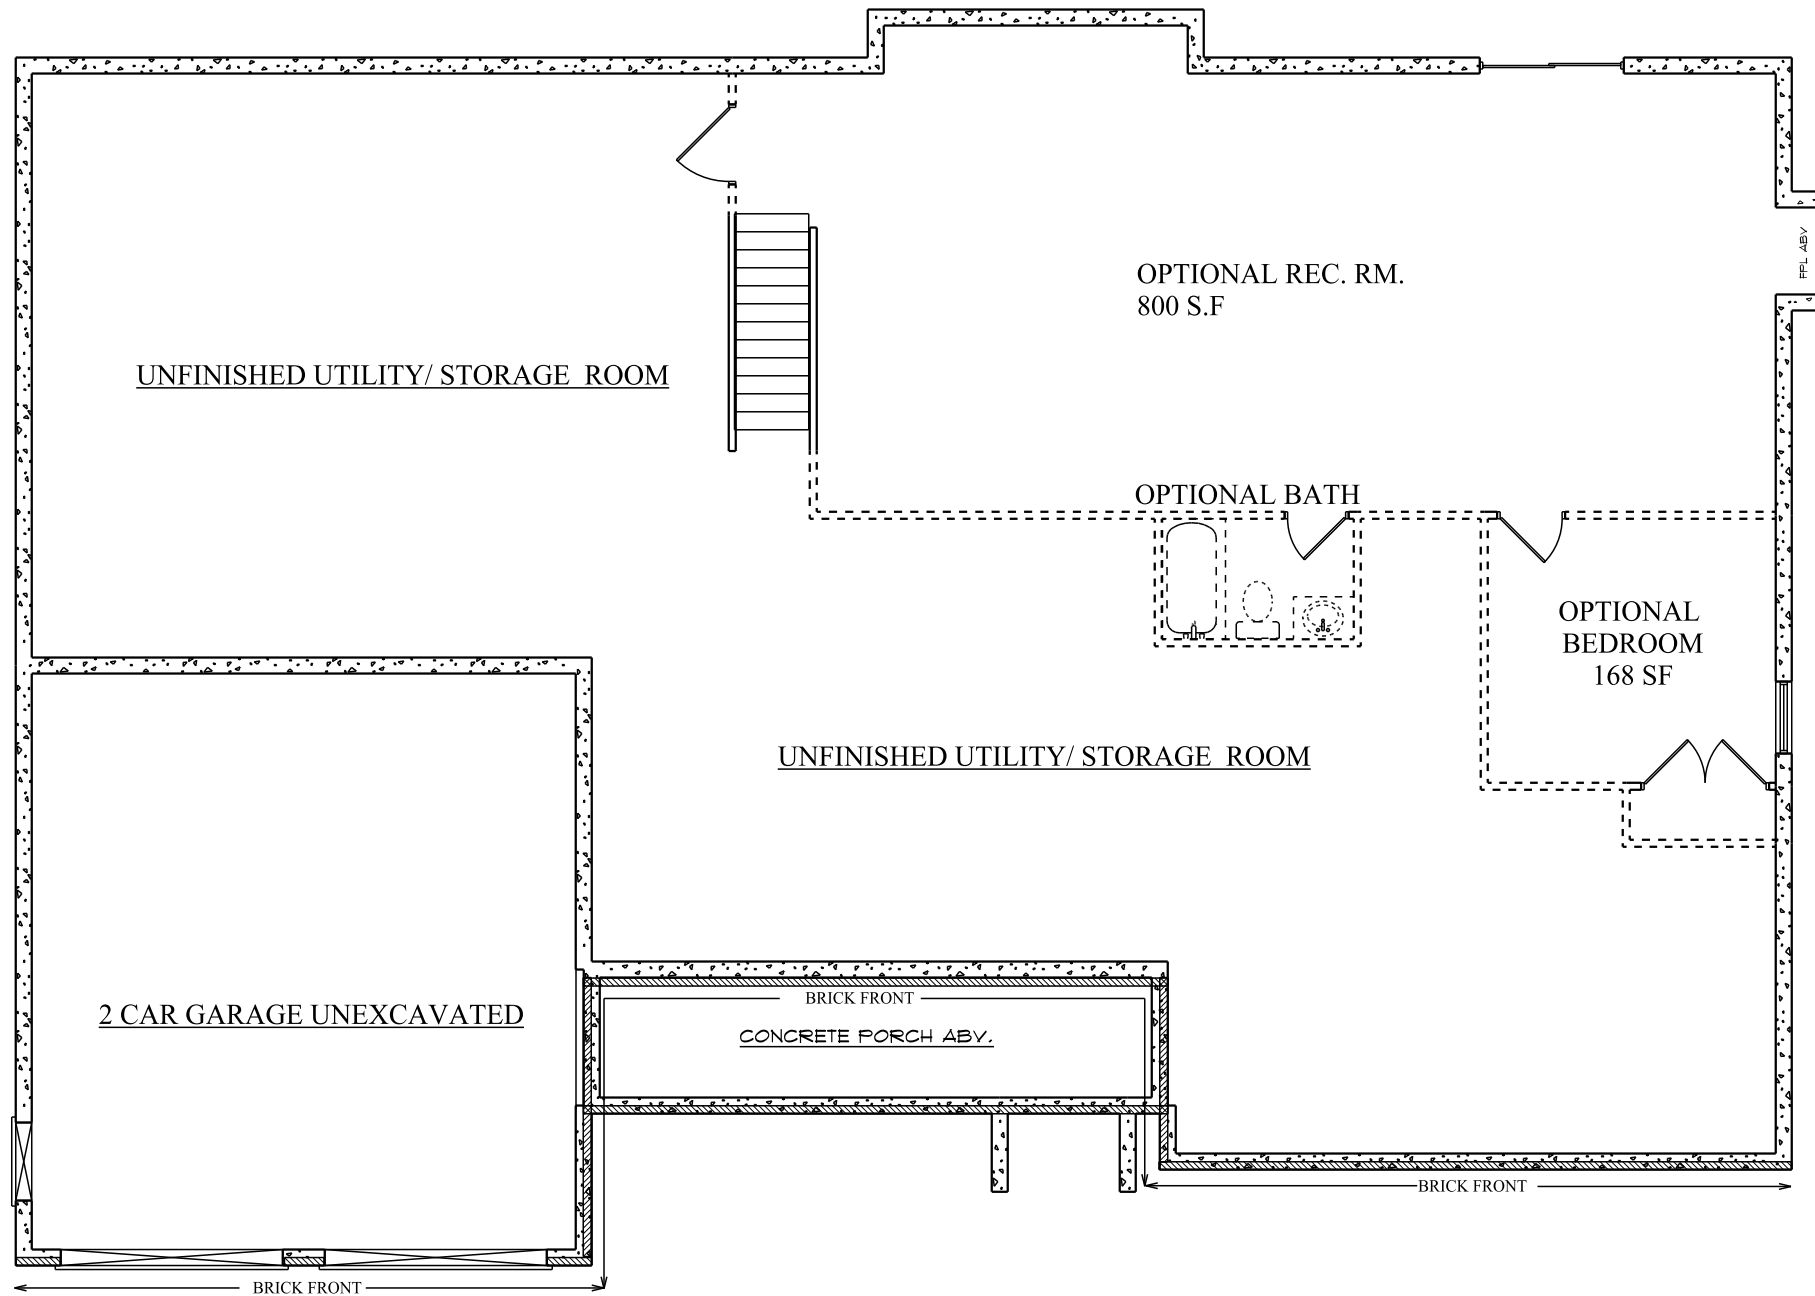 FPL ABV
OPTIONAL REC. RM.
800 S.F
UNFINISHED UTILITY/ STORAGE ROOM
OPTIONAL BATH
OPTIONAL
BEDROOM
168 SF
UNFINISHED UTILITY/ STORAGE ROOM
BRICK FRONT
2 CAR GARAGE UNEXCAVATED
CONCRETE PORCH ABV.
BRICK FRONT
BRICK FRONT